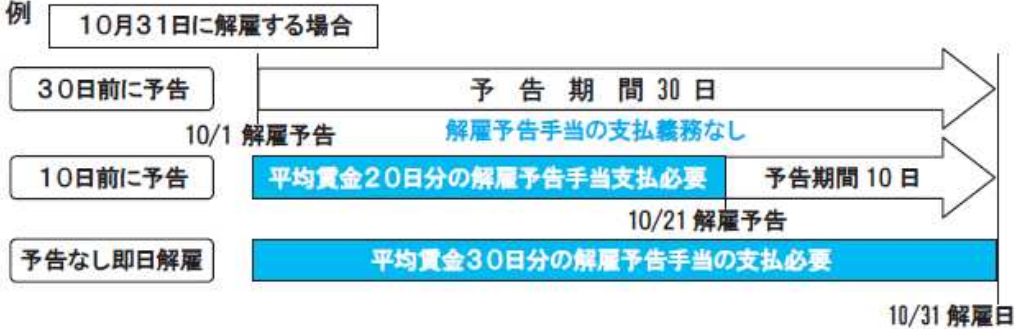 例
10月31日に解雇する場合
30日前に予告
予告期間30日
10/1 解雇予告
解雇予告手当の支払義務なし
10日前に予告
平均賃金20日分の解雇予告手当支払必要
予告期間10日
10/21 解雇予告
予告なし即日解雇
平均賃金30日分の解雇予告手当の支払必要
10/31 解雇日